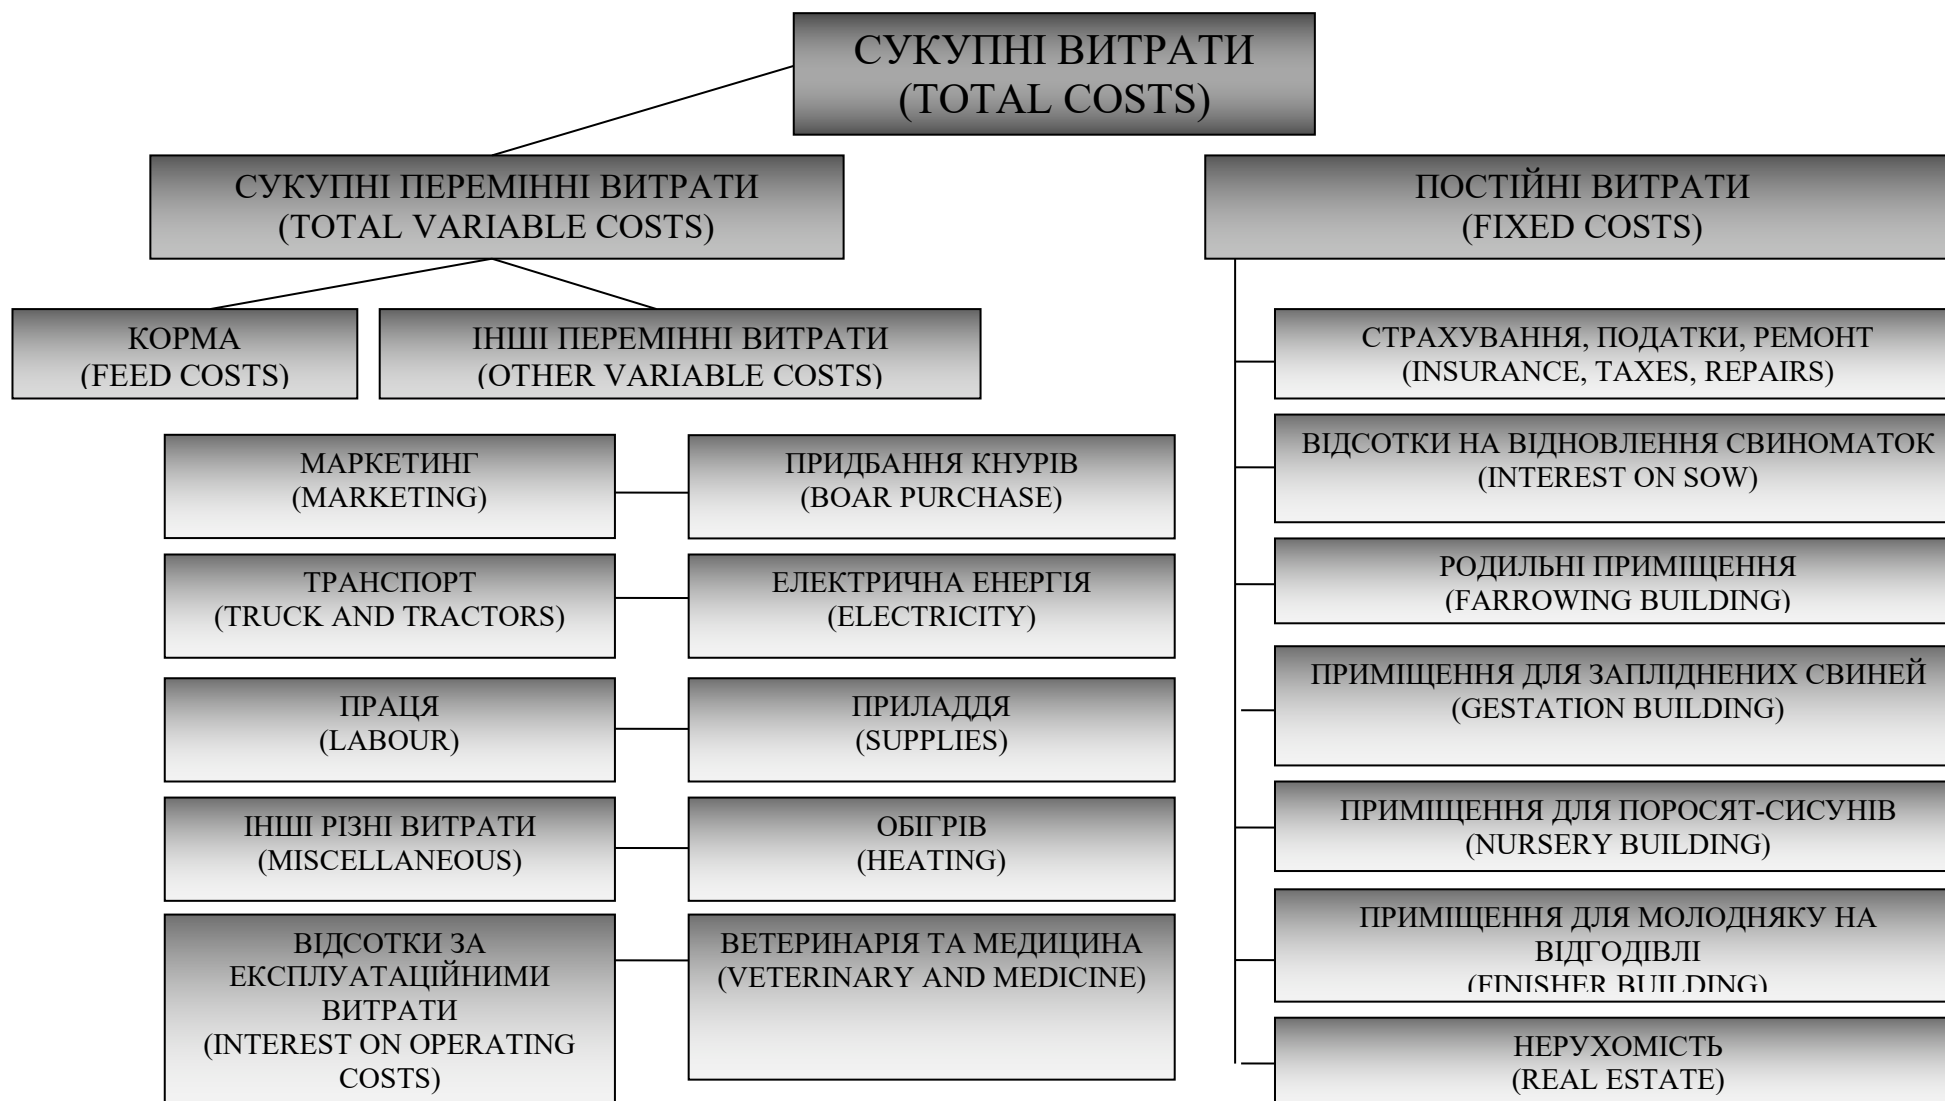 СУКУПНІ ВИТРАТИ
(TOTAL COSTS)
СУКУПНІ ПЕРЕМІННІ ВИТРАТИ
(TOTAL VARIABLE COSTS)
ПОСТІЙНІ ВИТРАТИ
(FIXED COSTS)
КОРМА
(FEED COSTS)
ІНШІ ПЕРЕМІННІ ВИТРАТИ
(OTHER VARIABLE COSTS)
МАРКЕТИНГ
(MARKETING)
ПРИДБАННЯ КНУРІВ
(BOAR PURCHASE)
ТРАНСПОРТ
(TRUCK AND TRACTORS)
ЕЛЕКТРИЧНА ЕНЕРГІЯ
(ELECTRICITY)
ПРАЦЯ
(LABOUR)
ПРИЛАДДЯ
(SUPPLIES)
ІНШІ РІЗНІ ВИТРАТИ
(MISCELLANEOUS)
ОБІГРІВ
(HEATING)
ВІДСОТКИ ЗА
ЕКСПЛУАТАЦІЙНИМИ
ВИТРАТИ
(INTEREST ON OPERATING
COSTS)
ВЕТЕРИНАРІЯ ТА МЕДИЦИНА
(VETERINARY AND MEDICINE)
СТРАХУВАННЯ, ПОДАТКИ, РЕМОНТ
(INSURANCE, TAXES, REPAIRS)
ВІДСОТКИ НА ВІДНОВЛЕННЯ СВИНОМАТОК
(INTEREST ON SOW)
РОДИЛЬНІ ПРИМІЩЕННЯ
(FARROWING BUILDING)
ПРИМІЩЕННЯ ДЛЯ ЗАПЛІДНЕНИХ СВИНЕЙ
(GESTATION BUILDING)
ПРИМІЩЕННЯ ДЛЯ ПОРОСЯТ-СИСУНІВ
(NURSERY BUILDING)
ПРИМІЩЕННЯ ДЛЯ МОЛОДНЯКУ НА
ВІДГОДІВЛІ
(FINISHER BUILDING)
НЕРУХОМІСТЬ
(REAL ESTATE)